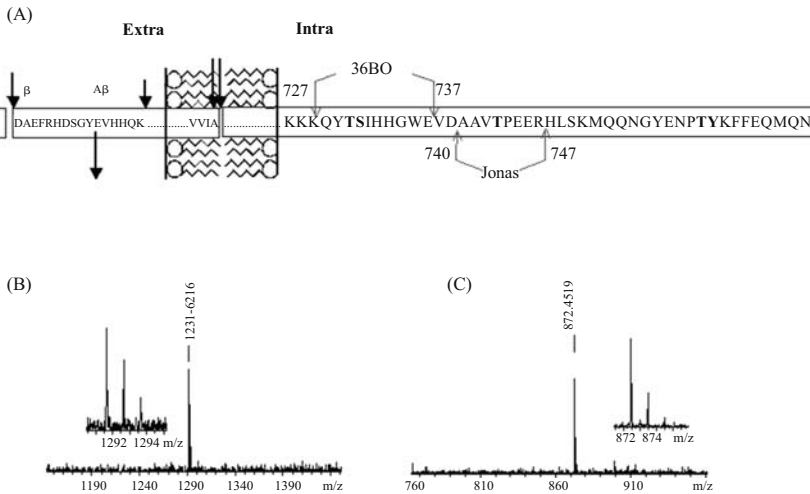 (A)
Extra Intra
727 36BO 737
β Aβ
DAEFRHDSGYEVHHQK ..............VVIA ................... KKKQYTSIHHGWEVDAAVTPEERHLSKMQQNGYENPTYKFFEQMQN
740 747
Jonas
(B) (C)
1231-6216
872.4519
1292 1294 m/z
872 874 m/z
1190 1240 1290 1340 1390 m/z
760 810 860 910 m/z